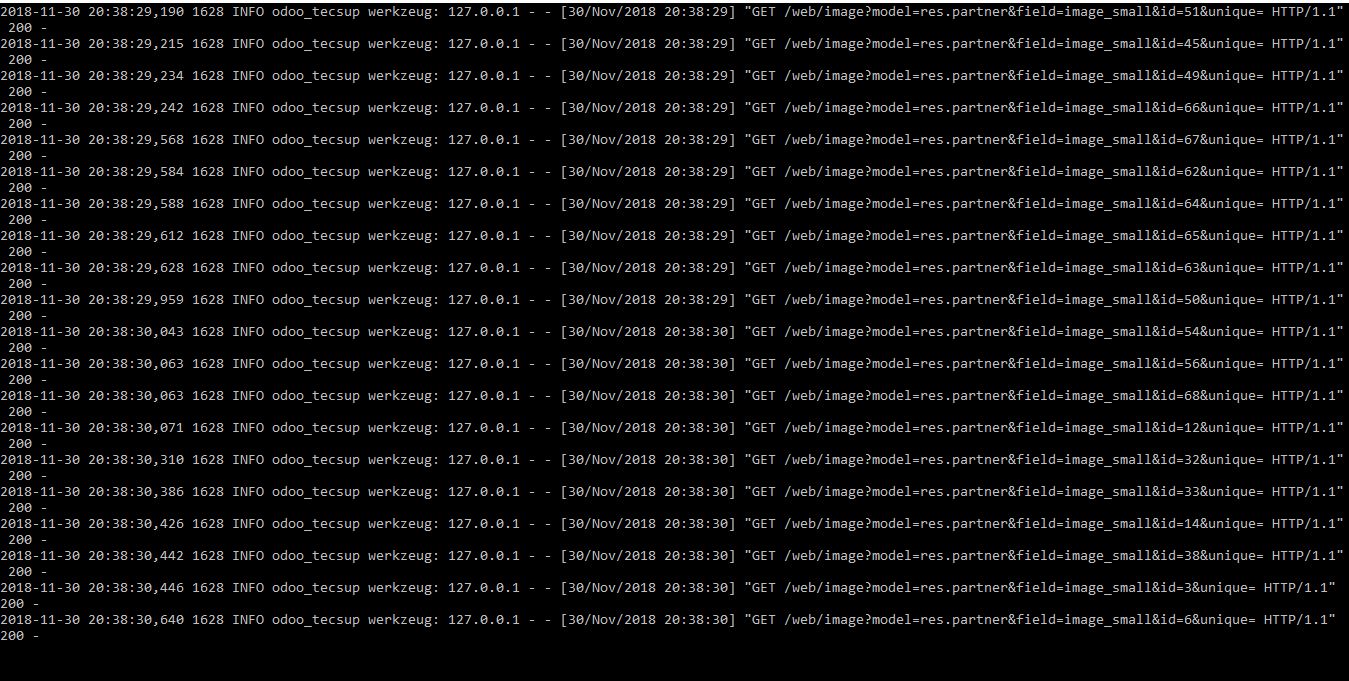 2018-11-30 20:38:29,190 1628 INFO odoo_tecsup werkzeug: 127.0.0.1 - - [30/Nov/2018 20:38:29] "GET /web/image?model=res.partner&field=image_small&id=51&unique= HTTP/1.1"
200 -
2018-11-30 20:38:29,215 1628 INFO odoo_tecsup werkzeug: 127.0.0.1 - - [30/Nov/2018 20:38:29] "GET /web/image?model=res.partner&field=image_small&id=45&unique= HTTP/1.1"
200 -
2018-11-30 20:38:29,234 1628 INFO odoo_tecsup werkzeug: 127.0.0.1 - - [30/Nov/2018 20:38:29] "GET /web/image?model=res.partner&field=image_small&id=49&unique= HTTP/1.1"
200 -
2018-11-30 20:38:29,242 1628 INFO odoo_tecsup werkzeug: 127.0.0.1 - - [30/Nov/2018 20:38:29] "GET /web/image?model=res.partner&field=image_small&id=66&unique= HTTP/1.1"
200 -
2018-11-30 20:38:29,568 1628 INFO odoo_tecsup werkzeug: 127.0.0.1 - - [30/Nov/2018 20:38:29] "GET /web/image?model=res.partner&field=image_small&id=67&unique= HTTP/1.1"
200 -
2018-11-30 20:38:29,584 1628 INFO odoo_tecsup werkzeug: 127.0.0.1 - - [30/Nov/2018 20:38:29] "GET /web/image?model=res.partner&field=image_small&id=62&unique= HTTP/1.1"
200 -
2018-11-30 20:38:29,588 1628 INFO odoo_tecsup werkzeug: 127.0.0.1 - - [30/Nov/2018 20:38:29] "GET /web/image?model=res.partner&field=image_small&id=64&unique= HTTP/1.1"
200 -
2018-11-30 20:38:29,612 1628 INFO odoo_tecsup werkzeug: 127.0.0.1 - - [30/Nov/2018 20:38:29] "GET /web/image?model=res.partner&field=image_small&id=65&unique= HTTP/1.1"
200 -
2018-11-30 20:38:29,628 1628 INFO odoo_tecsup werkzeug: 127.0.0.1 - - [30/Nov/2018 20:38:29] "GET /web/image?model=res.partner&field=image_small&id=63&unique= HTTP/1.1"
200 -
2018-11-30 20:38:29,959 1628 INFO odoo_tecsup werkzeug: 127.0.0.1 - - [30/Nov/2018 20:38:29] "GET /web/image?model=res.partner&field=image_small&id=50&unique= HTTP/1.1"
200 -
2018-11-30 20:38:30,043 1628 INFO odoo_tecsup werkzeug: 127.0.0.1 - - [30/Nov/2018 20:38:30] "GET /web/image?model=res.partner&field=image_small&id=54&unique= HTTP/1.1"
200 -
2018-11-30 20:38:30,063 1628 INFO odoo_tecsup werkzeug: 127.0.0.1 - - [30/Nov/2018 20:38:30] "GET /web/image?model=res.partner&field=image_small&id=56&unique= HTTP/1.1"
200 -
2018-11-30 20:38:30,063 1628 INFO odoo_tecsup werkzeug: 127.0.0.1 - - [30/Nov/2018 20:38:30] "GET /web/image?model=res.partner&field=image_small&id=68&unique= HTTP/1.1"
200 -
2018-11-30 20:38:30,071 1628 INFO odoo_tecsup werkzeug: 127.0.0.1 - - [30/Nov/2018 20:38:30] "GET /web/image?model=res.partner&field=image_small&id=12&unique= HTTP/1.1"
200 -
2018-11-30 20:38:30,310 1628 INFO odoo_tecsup werkzeug: 127.0.0.1 - - [30/Nov/2018 20:38:30] "GET /web/image?model=res.partner&field=image_small&id=32&unique= HTTP/1.1"
200 -
2018-11-30 20:38:30,386 1628 INFO odoo_tecsup werkzeug: 127.0.0.1 - - [30/Nov/2018 20:38:30] "GET /web/image?model=res.partner&field=image_small&id=33&unique= HTTP/1.1"
200 -
2018-11-30 20:38:30,426 1628 INFO odoo_tecsup werkzeug: 127.0.0.1 - - [30/Nov/2018 20:38:30] "GET /web/image?model=res.partner&field=image_small&id=14&unique= HTTP/1.1"
200 -
2018-11-30 20:38:30,442 1628 INFO odoo_tecsup werkzeug: 127.0.0.1 - - [30/Nov/2018 20:38:30] "GET /web/image?model=res.partner&field=image_small&id=38&unique= HTTP/1.1"
200 -
2018-11-30 20:38:30,446 1628 INFO odoo_tecsup werkzeug: 127.0.0.1 - - [30/Nov/2018 20:38:30] "GET /web/image?model=res.partner&field=image_small&id=3&unique= HTTP/1.1"
200 -
2018-11-30 20:38:30,640 1628 INFO odoo_tecsup werkzeug: 127.0.0.1 - - [30/Nov/2018 20:38:30] "GET /web/image?model=res.partner&field=image_small&id=6&unique= HTTP/1.1"
200 -